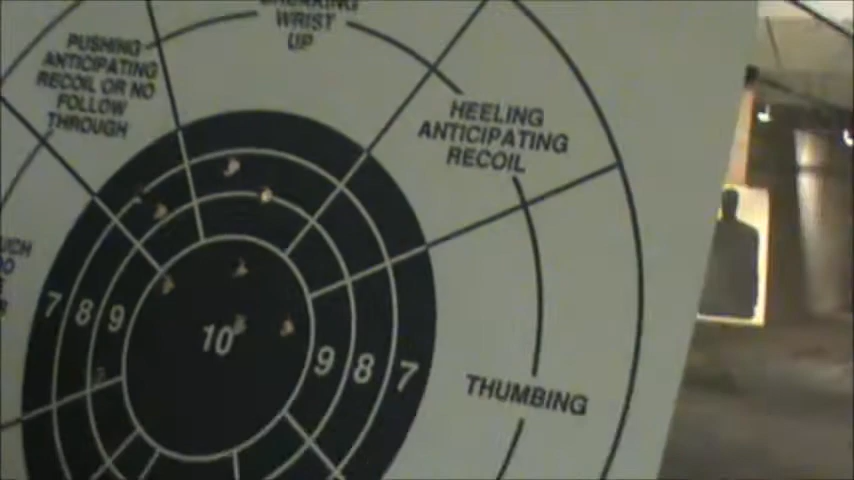 BREAKING
WRIST
UP
PUSHING
ANTICIPATING
RECOIL OR NO
FOLLOW
THROUGH
HEELING
ANTICIPATING
RECOIL
7 8 9
10
9 8 7
THUMBING